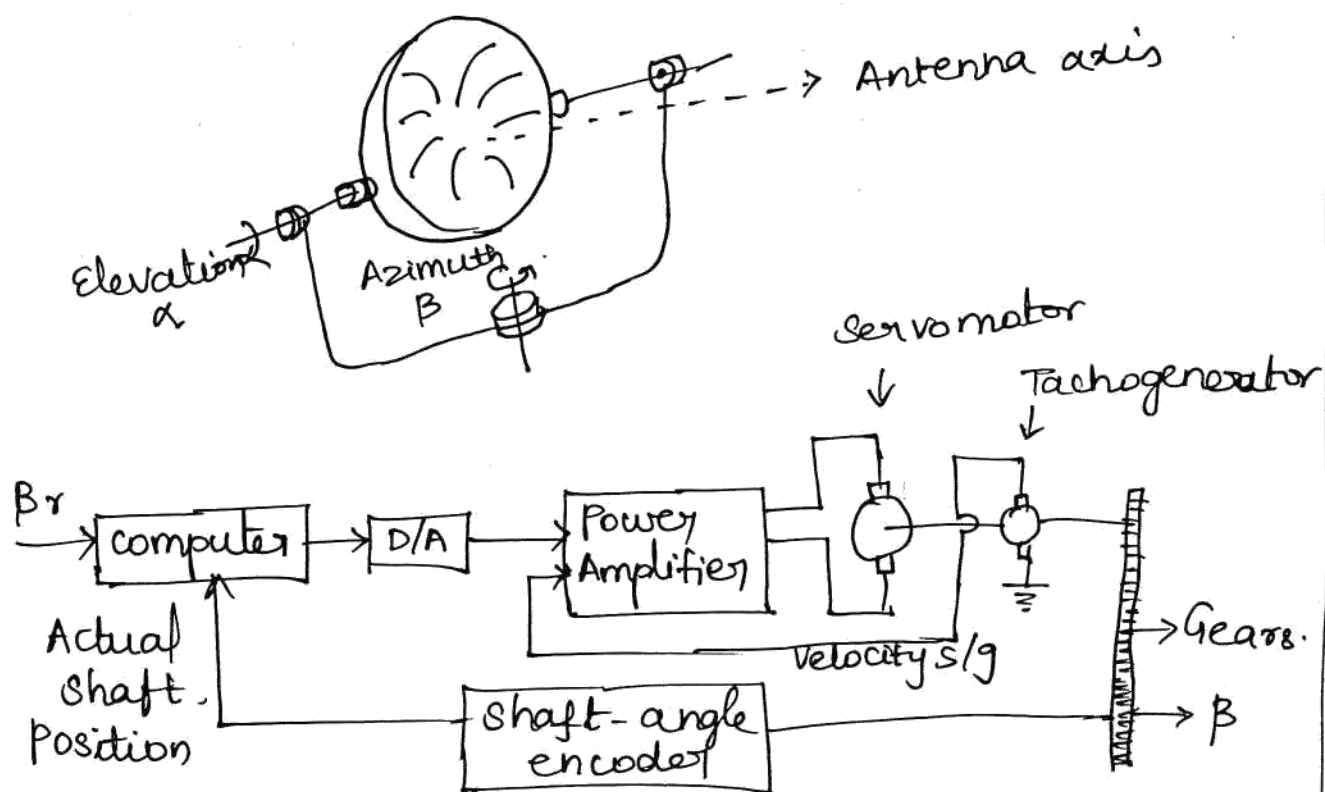 Antenna axis
Elevation
α
Azimuth
β
Servomotor
Tachogenerator
βr
computer
D/A
Power
Amplifier
Actual
shaft.
Position
Velocity s/g
Gears.
shaft-angle
encoder
β